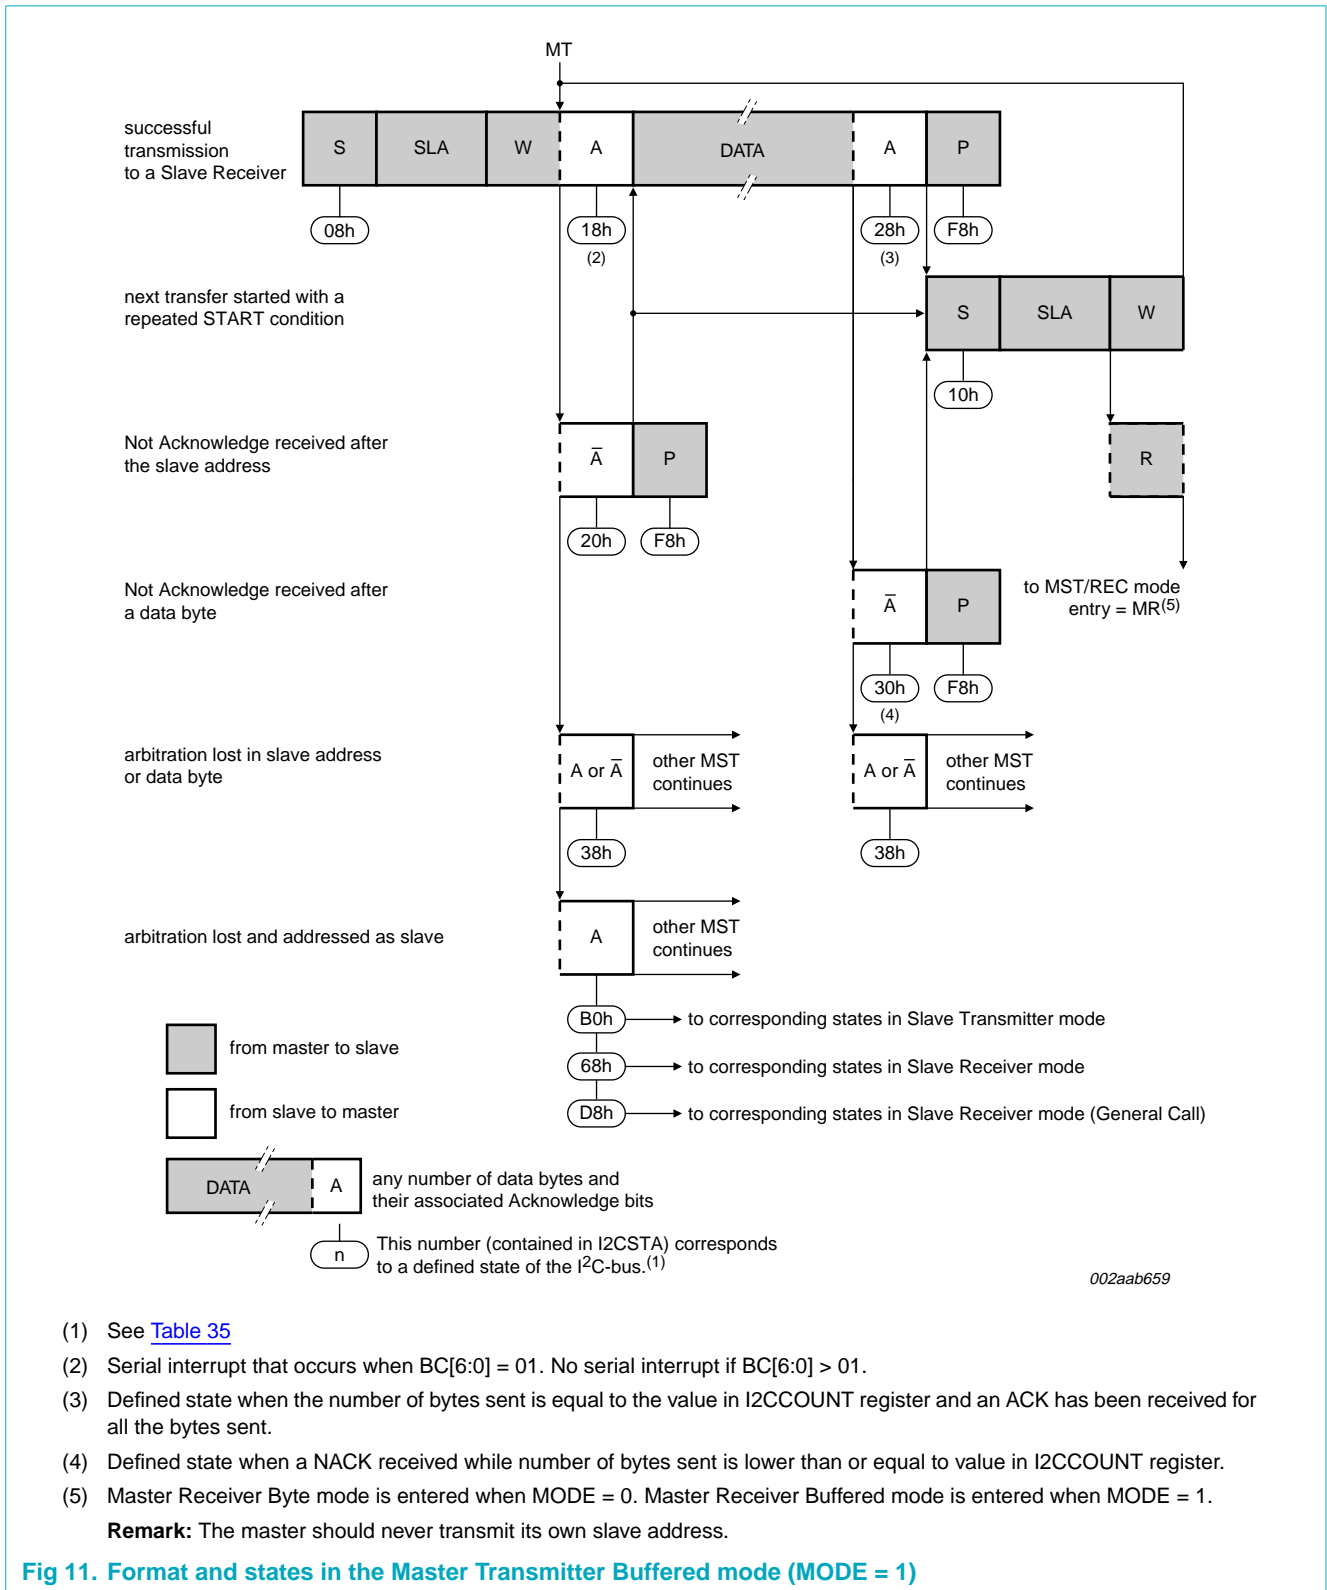 MT
successful
transmission
to a Slave Receiver
S SLA W A DATA A P
08h 18h 28h F8h
(2) (3)
next transfer started with a
repeated START condition
S SLA W
10h
Not Acknowledge received after
the slave address
A̅ P R
20h F8h
Not Acknowledge received after
a data byte
A̅ P
to MST/REC mode
entry = MR(5)
30h F8h
(4)
arbitration lost in slave address
or data byte
A or A̅ other MST
continues
A or A̅ other MST
continues
38h 38h
arbitration lost and addressed as slave
A other MST
continues
B0h to corresponding states in Slave Transmitter mode
from master to slave
68h to corresponding states in Slave Receiver mode
from slave to master
D8h to corresponding states in Slave Receiver mode (General Call)
DATA A any number of data bytes and
their associated Acknowledge bits
n This number (contained in I2CSTA) corresponds
to a defined state of the I²C-bus.(1)
002aab659
(1) See Table 35
(2) Serial interrupt that occurs when BC[6:0] = 01. No serial interrupt if BC[6:0] > 01.
(3) Defined state when the number of bytes sent is equal to the value in I2CCOUNT register and an ACK has been received for
all the bytes sent.
(4) Defined state when a NACK received while number of bytes sent is lower than or equal to value in I2CCOUNT register.
(5) Master Receiver Byte mode is entered when MODE = 0. Master Receiver Buffered mode is entered when MODE = 1.
Remark: The master should never transmit its own slave address.
Fig 11. Format and states in the Master Transmitter Buffered mode (MODE = 1)